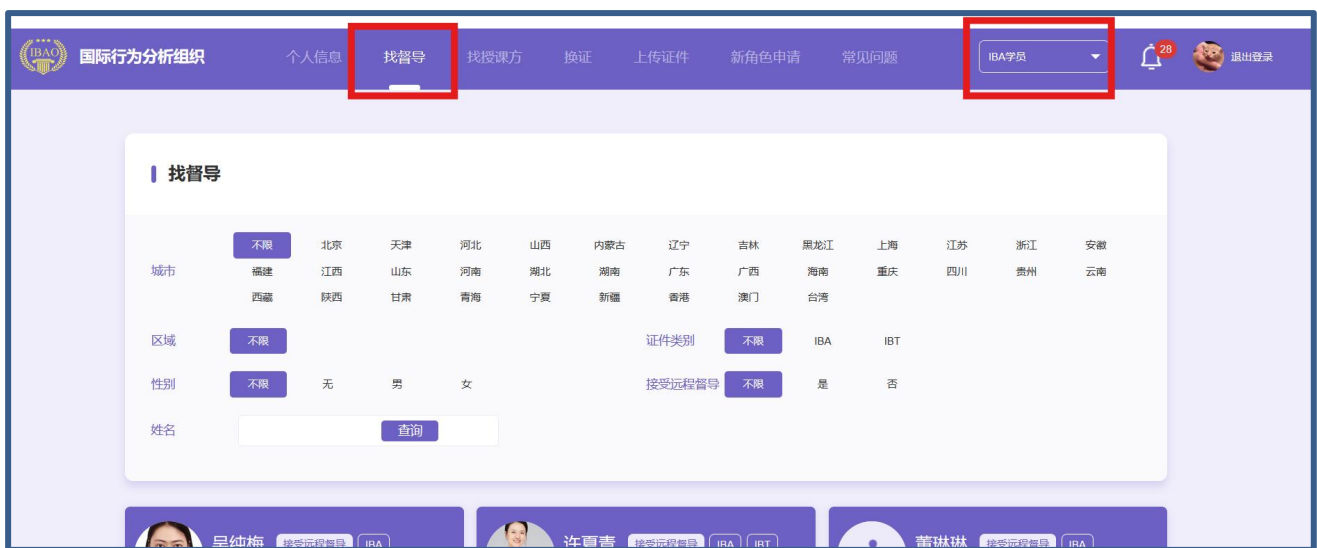 IBAO 国际行为分析组织 个人信息 找督导 找授课方 换证 上传证件 新角色申请 常见问题 IBA学员 28 退出登录
找督导
不限 北京 天津 河北 山西 内蒙古 辽宁 吉林 黑龙江 上海 江苏 浙江 安徽
城市 福建 江西 山东 河南 湖北 湖南 广东 广西 海南 重庆 四川 贵州 云南
西藏 陕西 甘肃 青海 宁夏 新疆 香港 澳门 台湾
区域 不限 证件类别 不限 IBA IBT
性别 不限 无 男 女 接受远程督导 不限 是 否
姓名 查询
吴纯梅 接受远程督导 IBA 许夏青 接受远程督导 IBA IBT 董琳琳 接受远程督导 IBA